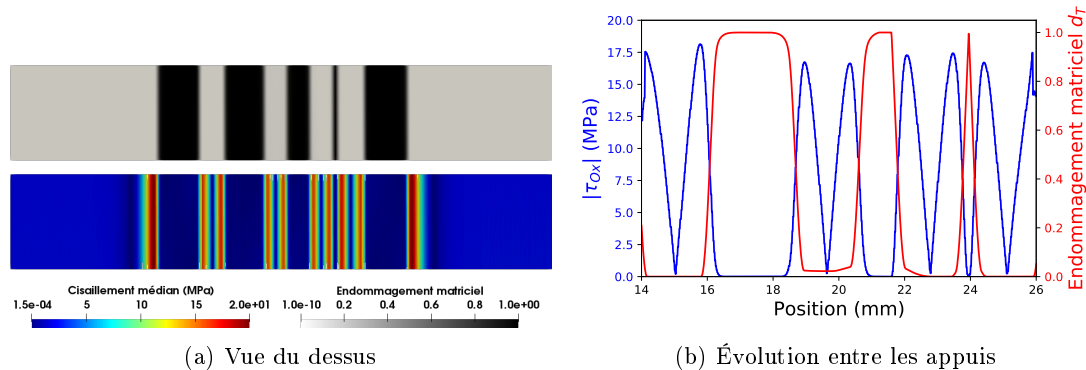 Cisaillement médian (MPa)
1.5e-04 5 10 15 2.0e+01
Endommagement matriciel
1.0e-10 0.2 0.4 0.6 0.8 1.0e+00
(a) Vue du dessus
20.0
17.5
15.0
12.5
10.0
7.5
5.0
2.5
0.0
|τOx| (MPa)
14 16 18 20 22 24 26
Position (mm)
1.0
0.8
0.6
0.4
0.2
0.0
Endommagement matriciel dT
(b) Évolution entre les appuis